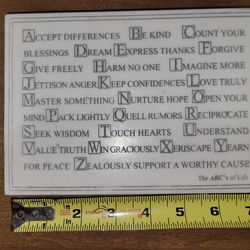 ACCEPT DIFFERENCES BE KIND COUNT YOUR
BLESSINGS DREAM EXPRESS THANKS FORGIVE
GIVE FREELY HARM NO ONE IMAGINE MORE
JETTISON ANGER KEEP CONFIDENCES LOVE TRULY
MASTER SOMETHING NURTURE HOPE OPEN YOUR
MIND PACK LIGHTLY QUELL RUMORS RECIPROCATE
SEEK WISDOM TOUCH HEARTS UNDERSTAND
VALUE TRUTH WIN GRACIOUSLY XERISCAPE YEARN
FOR PEACE ZEALOUSLY SUPPORT A WORTHY CAUSE
The ABC's of Life
2 3 4 5 6 7